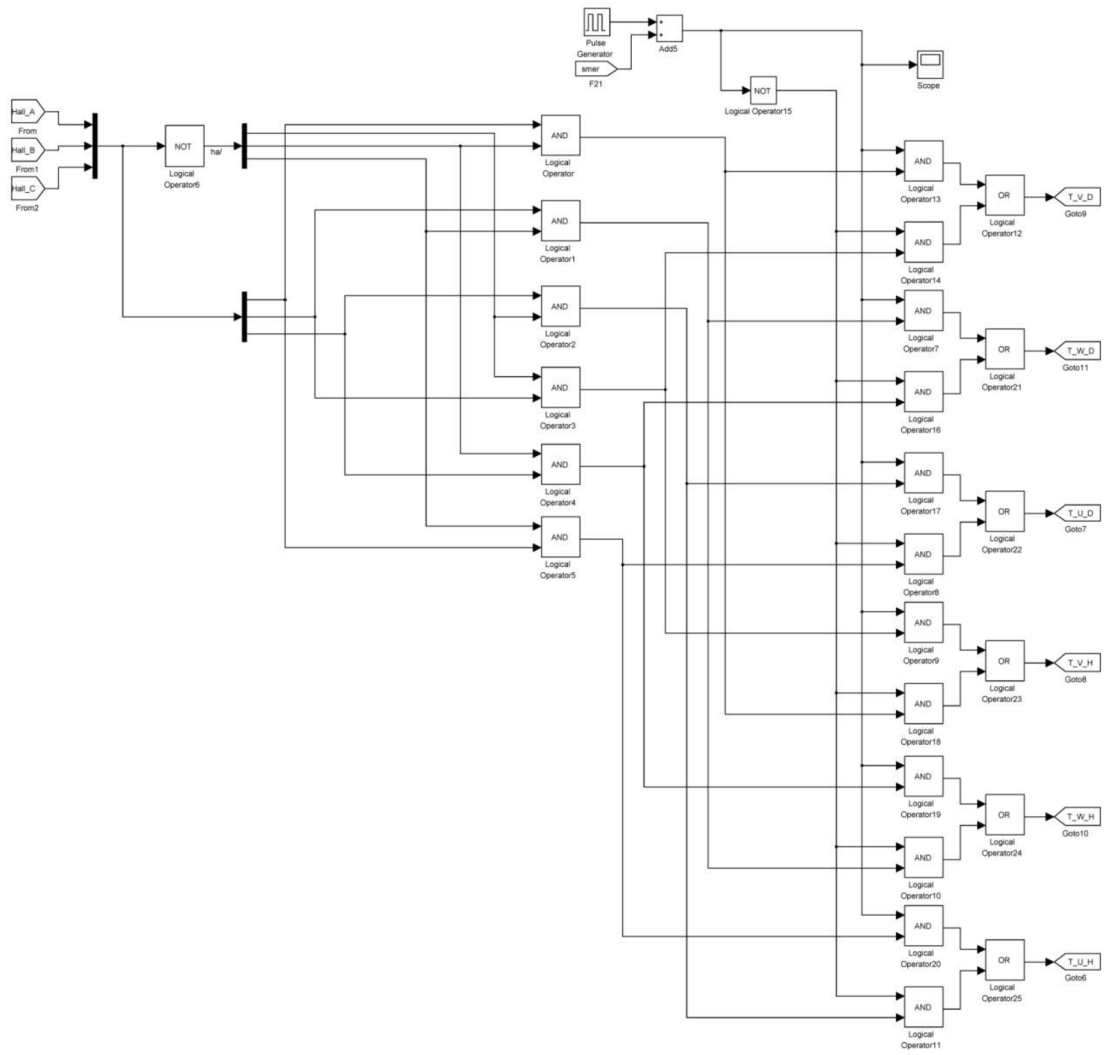 Pulse
Generator
smer
F21
Add5
Scope
NOT
Logical Operator15
Hall_A
From
Hall_B
From1
Hall_C
From2
NOT
Logical
Operator6
ha/
AND
Logical
Operator
AND
Logical
Operator1
AND
Logical
Operator2
AND
Logical
Operator3
AND
Logical
Operator4
AND
Logical
Operator5
AND
Logical
Operator13
OR
Logical
Operator12
T_V_D
Goto9
AND
Logical
Operator14
AND
Logical
Operator7
OR
Logical
Operator21
T_W_D
Goto11
AND
Logical
Operator16
AND
Logical
Operator17
OR
Logical
Operator22
T_U_D
Goto7
AND
Logical
Operator8
AND
Logical
Operator9
OR
Logical
Operator23
T_V_H
Goto8
AND
Logical
Operator18
AND
Logical
Operator19
OR
Logical
Operator24
T_W_H
Goto10
AND
Logical
Operator10
AND
Logical
Operator20
OR
Logical
Operator25
T_U_H
Goto6
AND
Logical
Operator11